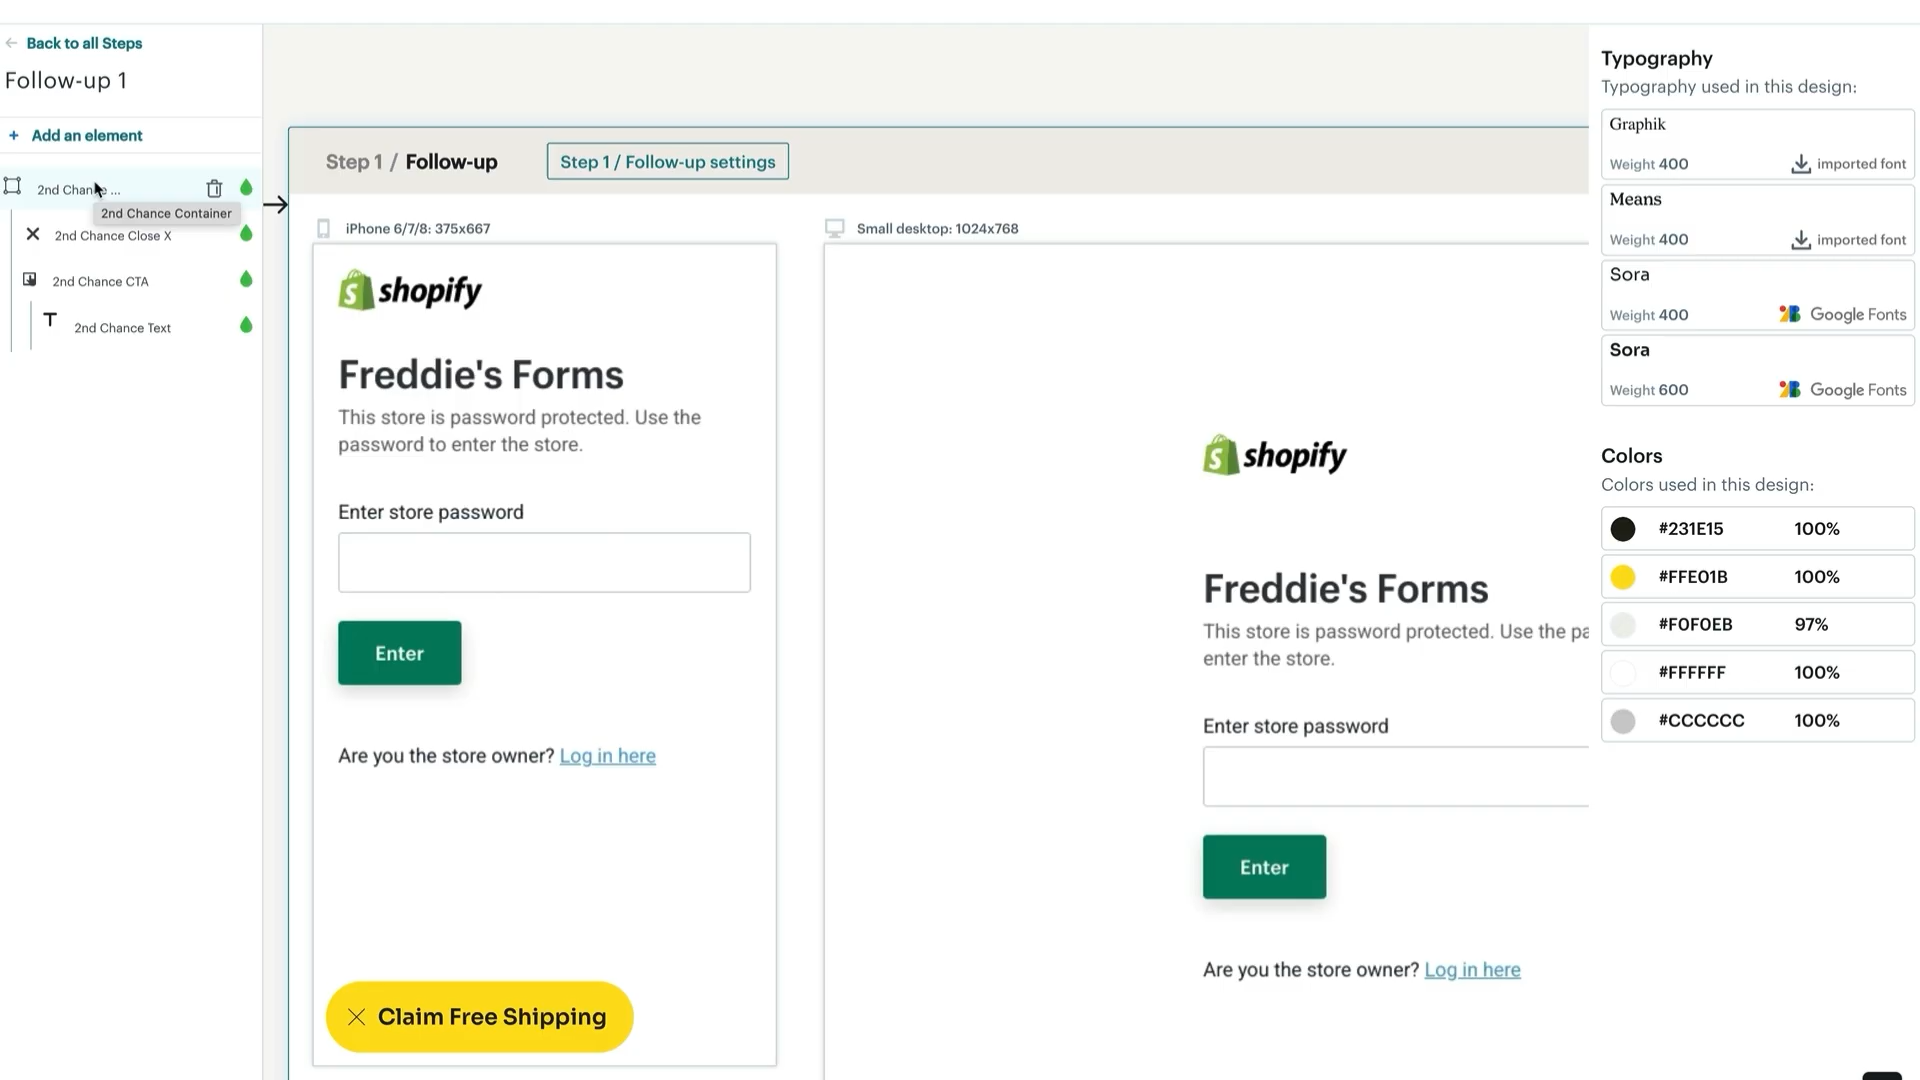 Back to all Steps
Follow-up 1
+ Add an element
2nd Chan e ...
2nd Chance Container
2nd Chance Close X
2nd Chance CTA
T 2nd Chance Text
Step 1 / Follow-up
Step 1 / Follow-up settings
iPhone 6/7/8: 375x667
shopify
Freddie's Forms
This store is password protected. Use the
password to enter the store.
Enter store password
Enter
Are you the store owner? Log in here
Claim Free Shipping
Small desktop: 1024x768
shopify
Freddie's Forms
This store is password protected. Use the pa
enter the store.
Enter store password
Enter
Are you the store owner? Log in here
Typography
Typography used in this design:
Graphik
Weight 400 imported font
Means
Weight 400 imported font
Sora
Weight 400 Google Fonts
Sora
Weight 600 Google Fonts
Colors
Colors used in this design:
#231E15 100%
#FFE01B 100%
#F0F0EB 97%
#FFFFFF 100%
#CCCCCC 100%